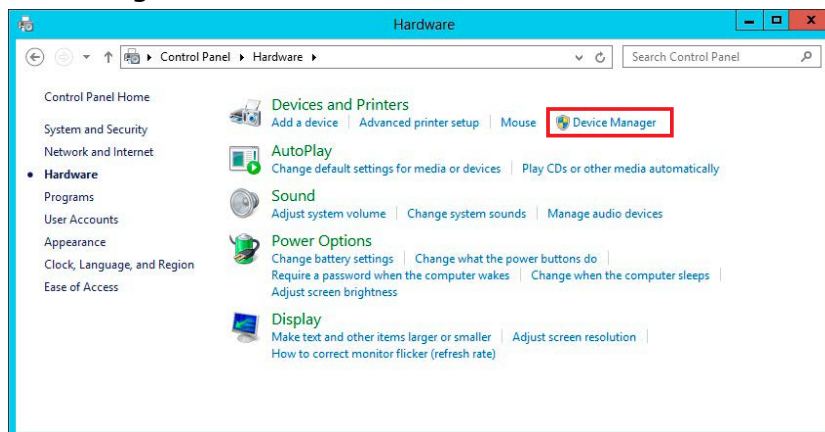 Hardware
Control Panel Hardware
Search Control Panel
Control Panel Home
System and Security
Network and Internet
Hardware
Programs
User Accounts
Appearance
Clock, Language, and Region
Ease of Access
Devices and Printers
Add a device Advanced printer setup Mouse Device Manager
AutoPlay
Change default settings for media or devices Play CDs or other media automatically
Sound
Adjust system volume Change system sounds Manage audio devices
Power Options
Change battery settings Change what the power buttons do
Require a password when the computer wakes Change when the computer sleeps
Adjust screen brightness
Display
Make text and other items larger or smaller Adjust screen resolution
How to correct monitor flicker (refresh rate)